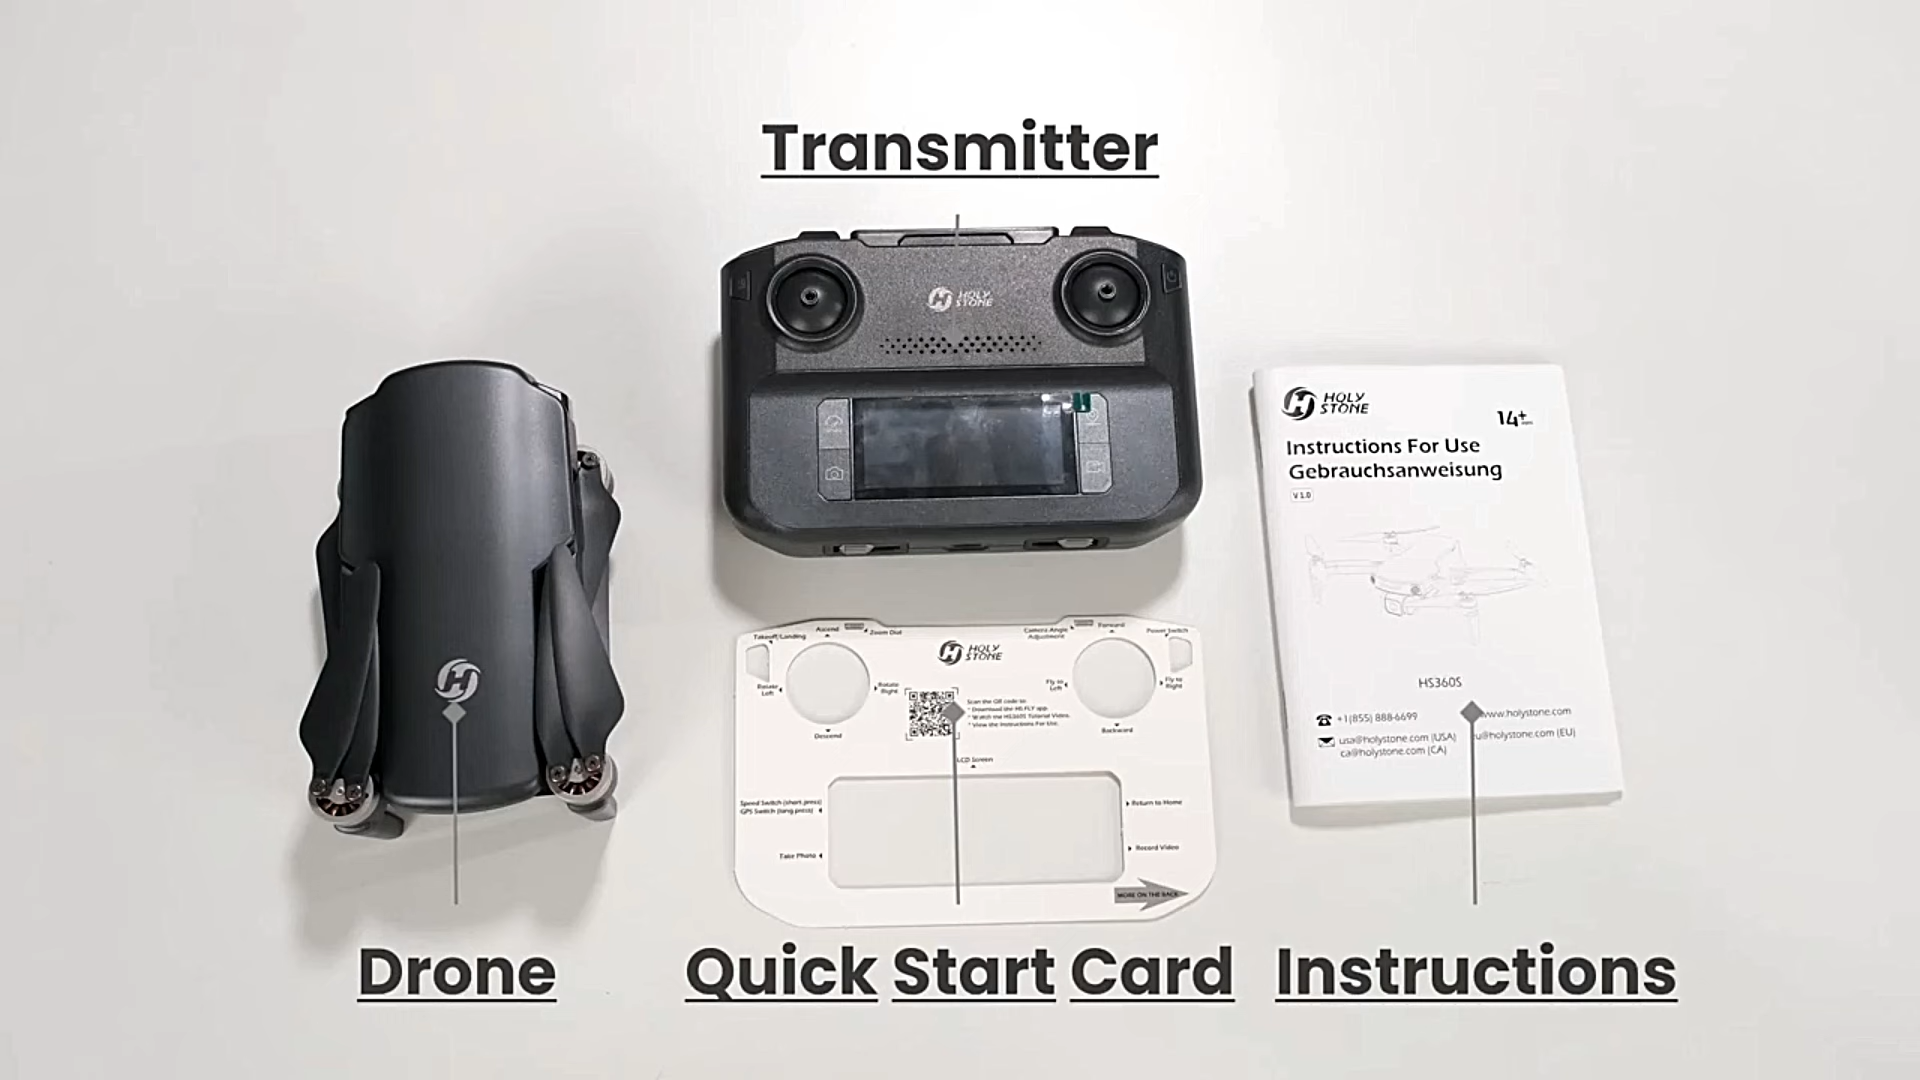 Transmitter
HOLY
STONE
HOLY
STONE
14+
Instructions For Use
Gebrauchsanweisung
V 1.0
HS360S
+1(855) 888-6699
www.holystone.com
usa@holystone.com (USA)
eu@holystone.com (EU)
ca@holystone.com (CA)
Takeoff/Landing
Ascend
Zoom Dial
HOLY
STONE
Camera Angle
Adjustment
Forward
Power Switch
Rotate
Left
Rotate
Right
Scan the QR code to:
* Download the HS FLY app.
* Watch the HS360S Tutorial Video.
* View the Instructions For Use.
Fly to
Left
Fly to
Right
Descend
Backward
LCD Screen
Speed Switch (short press)
GPS Switch (long press)
Return to Home
Take Photo
Record Video
MORE ON THE BACK
Drone
Quick Start Card
Instructions